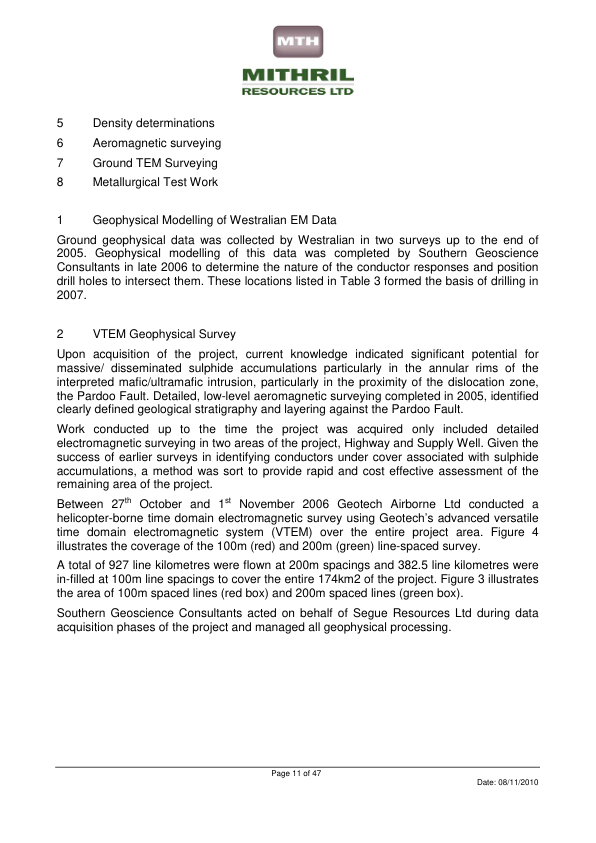 MTH
MITHRIL
RESOURCES LTD
5 Density determinations
6 Aeromagnetic surveying
7 Ground TEM Surveying
8 Metallurgical Test Work
1 Geophysical Modelling of Westralian EM Data
Ground geophysical data was collected by Westralian in two surveys up to the end of
2005. Geophysical modelling of this data was completed by Southern Geoscience
Consultants in late 2006 to determine the nature of the conductor responses and position
drill holes to intersect them. These locations listed in Table 3 formed the basis of drilling in
2007.
2 VTEM Geophysical Survey
Upon acquisition of the project, current knowledge indicated significant potential for
massive/ disseminated sulphide accumulations particularly in the annular rims of the
interpreted mafic/ultramafic intrusion, particularly in the proximity of the dislocation zone,
the Pardoo Fault. Detailed, low-level aeromagnetic surveying completed in 2005, identified
clearly defined geological stratigraphy and layering against the Pardoo Fault.
Work conducted up to the time the project was acquired only included detailed
electromagnetic surveying in two areas of the project, Highway and Supply Well. Given the
success of earlier surveys in identifying conductors under cover associated with sulphide
accumulations, a method was sort to provide rapid and cost effective assessment of the
remaining area of the project.
Between 27th October and 1st November 2006 Geotech Airborne Ltd conducted a
helicopter-borne time domain electromagnetic survey using Geotech's advanced versatile
time domain electromagnetic system (VTEM) over the entire project area. Figure 4
illustrates the coverage of the 100m (red) and 200m (green) line-spaced survey.
A total of 927 line kilometres were flown at 200m spacings and 382.5 line kilometres were
in-filled at 100m line spacings to cover the entire 174km2 of the project. Figure 3 illustrates
the area of 100m spaced lines (red box) and 200m spaced lines (green box).
Southern Geoscience Consultants acted on behalf of Segue Resources Ltd during data
acquisition phases of the project and managed all geophysical processing.
Page 11 of 47
Date: 08/11/2010